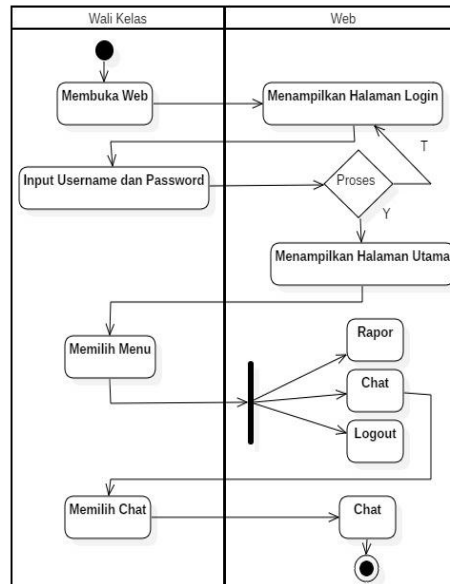 Wali Kelas
Web
Membuka Web
Menampilkan Halaman Login
T
Input Username dan Password
Proses
Y
Menampilkan Halaman Utama
Memilih Menu
Rapor
Chat
Logout
Memilih Chat
Chat